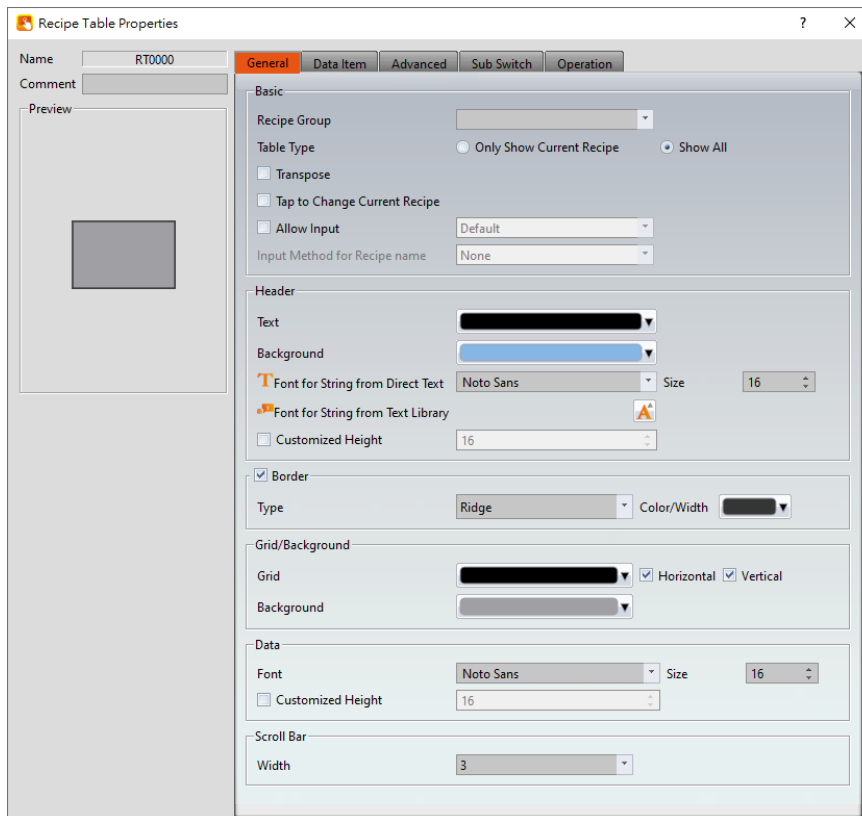 Recipe Table Properties ? ×
Name RT0000
Comment
Preview
General Data Item Advanced Sub Switch Operation
Basic
Recipe Group
Table Type Only Show Current Recipe Show All
Transpose
Tap to Change Current Recipe
Allow Input Default
Input Method for Recipe name None
Header
Text
Background
Font for String from Direct Text Noto Sans Size 16
Font for String from Text Library
Customized Height 16
Border
Type Ridge Color/Width
Grid/Background
Grid Horizontal Vertical
Background
Data
Font Noto Sans Size 16
Customized Height 16
Scroll Bar
Width 3